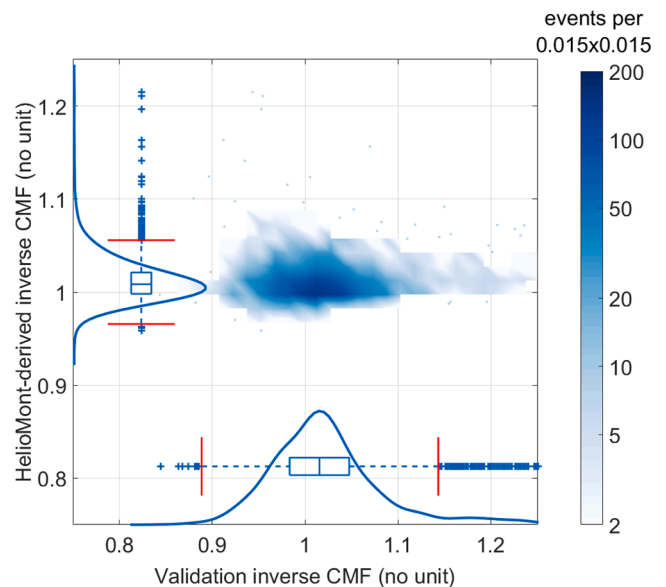 events per
0.015x0.015
200
100
50
20
10
5
2
HelioMont-derived inverse CMF (no unit)
1.2
1.1
1
0.9
0.8
0.8 0.9 1 1.1 1.2
Validation inverse CMF (no unit)